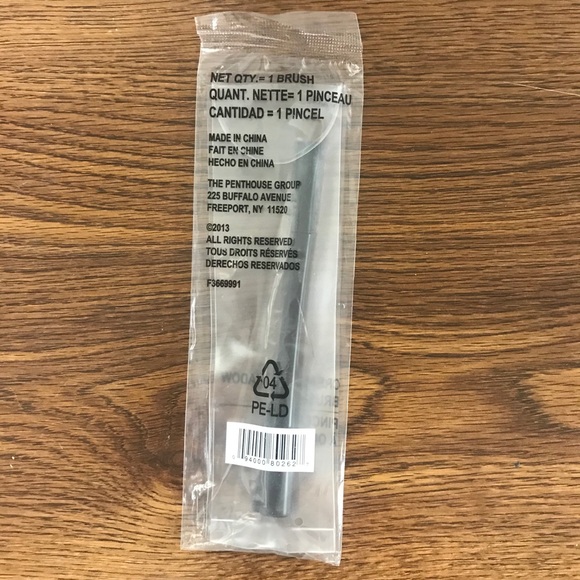 NET QTY.= 1 BRUSH
QUANT. NETTE= 1 PINCEAU
CANTIDAD = 1 PINCEL
MADE IN CHINA
FAIT EN CHINE
HECHO EN CHINA
THE PENTHOUSE GROUP
225 BUFFALO AVENUE
FREEPORT, NY 11520
©2013
ALL RIGHTS RESERVED
TOUS DROITS RÉSERVÉS
DERECHOS RESERVADOS
F3669991
04
PE-LD
94000 80262